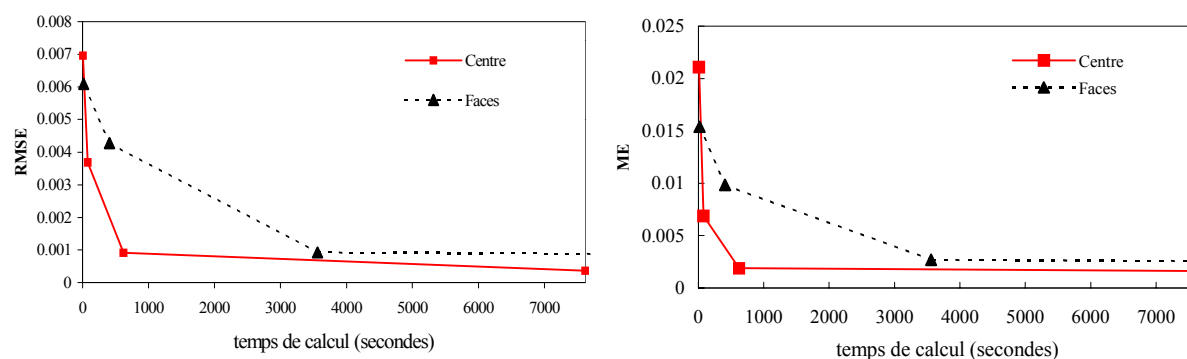 0.008
0.007
0.006
0.005
0.004
0.003
0.002
0.001
0
RMSE
0 1000 2000 3000 4000 5000 6000 7000
temps de calcul (secondes)
Centre
Faces
0.025
0.02
0.015
0.01
0.005
0
ME
0 1000 2000 3000 4000 5000 6000 7000
temps de calcul (secondes)
Centre
Faces